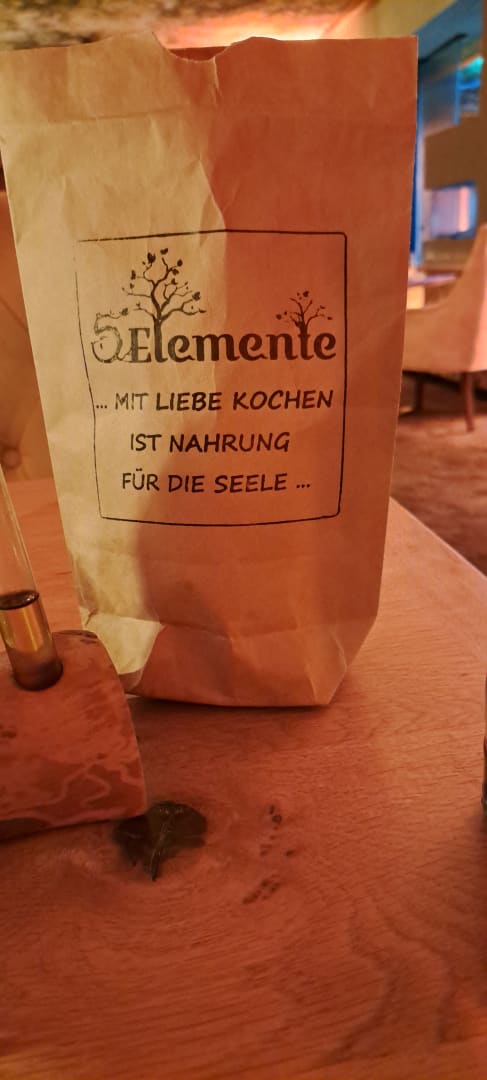 5Elemente
... MIT LIEBE KOCHEN
IST NAHRUNG
FÜR DIE SEELE ...